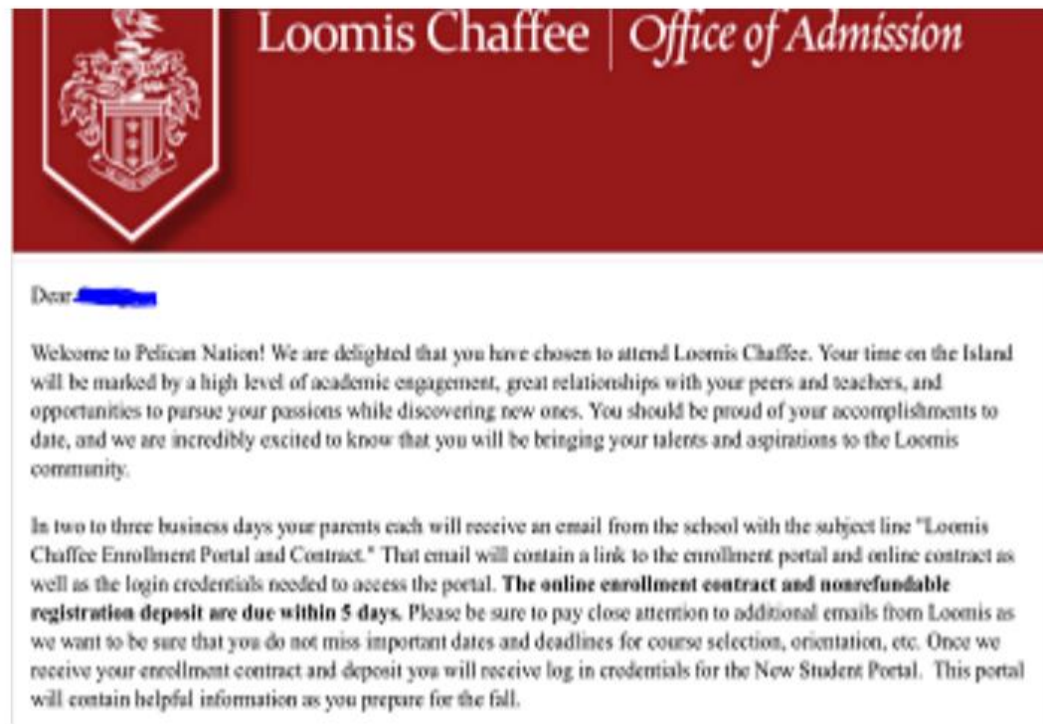 Loomis Chaffee | Office of Admission
Dear
Welcome to Pelican Nation! We are delighted that you have chosen to attend Loomis Chaffee. Your time on the Island
will be marked by a high level of academic engagement, great relationships with your peers and teachers, and
opportunities to pursue your passions while discovering new ones. You should be proud of your accomplishments to
date, and we are incredibly excited to know that you will be bringing your talents and aspirations to the Loomis
community.
In two to three business days your parents each will receive an email from the school with the subject line "Loomis
Chaffee Enrollment Portal and Contract." That email will contain a link to the enrollment portal and online contract as
well as the login credentials needed to access the portal. The online enrollment contract and nonrefundable
registration deposit are due within 5 days. Please be sure to pay close attention to additional emails from Loomis as
we want to be sure that you do not miss important dates and deadlines for course selection, orientation, etc. Once we
receive your enrollment contract and deposit you will receive log in credentials for the New Student Portal. This portal
will contain helpful information as you prepare for the fall.